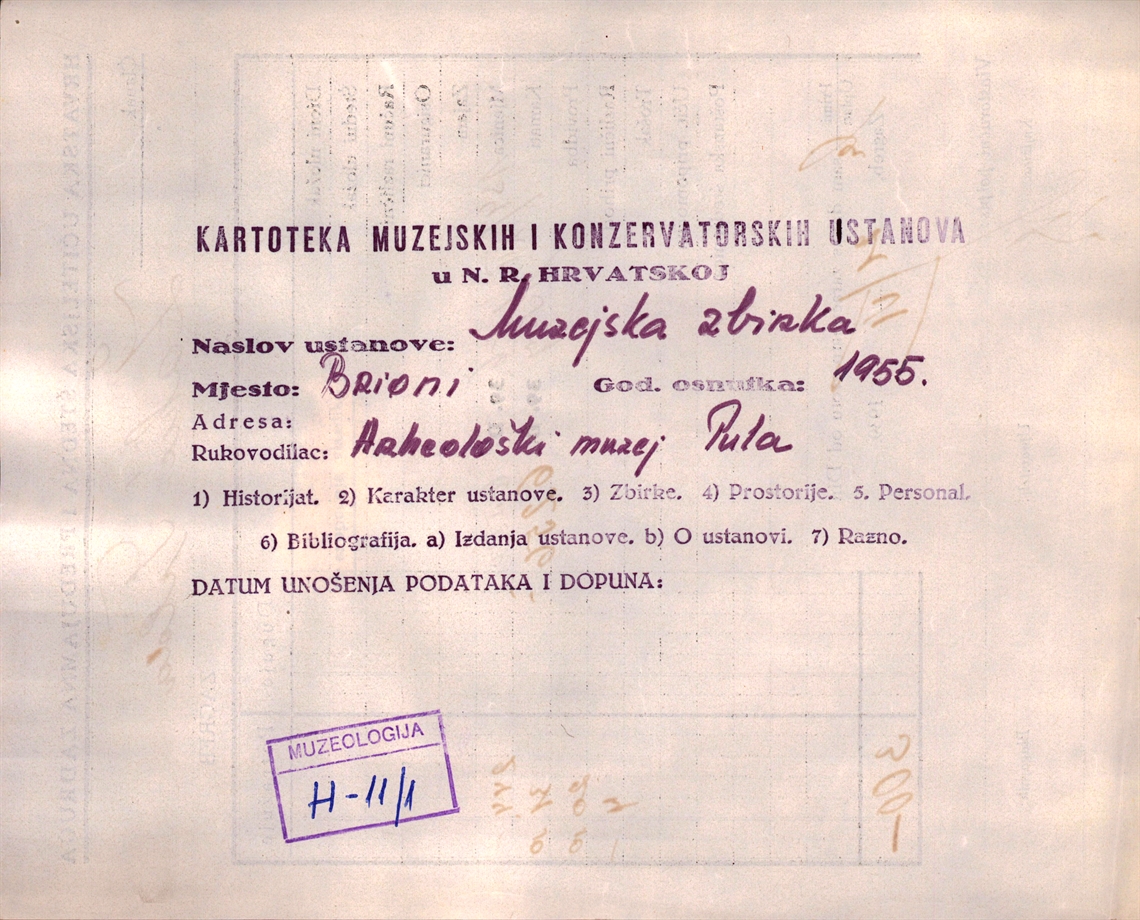 KARTOTEKA MUZEJSKIH I KONZERVATORSKIH USTANOVA
u N. R. HRVATSKOJ
Naslov ustanove: Muzejska zbirka
Mjesto: Brioni God. osnutka: 1955.
Adresa:
Rukovodilac: Arheološki muzej Pula
1) Historijat. 2) Karakter ustanove. 3) Zbirke. 4) Prostorije. 5. Personal.
6) Bibliografija. a) Izdanja ustanove. b) O ustanovi. 7) Razno.
DATUM UNOŠENJA PODATAKA I DOPUNA:
MUZEOLOGIJA
H-11/1